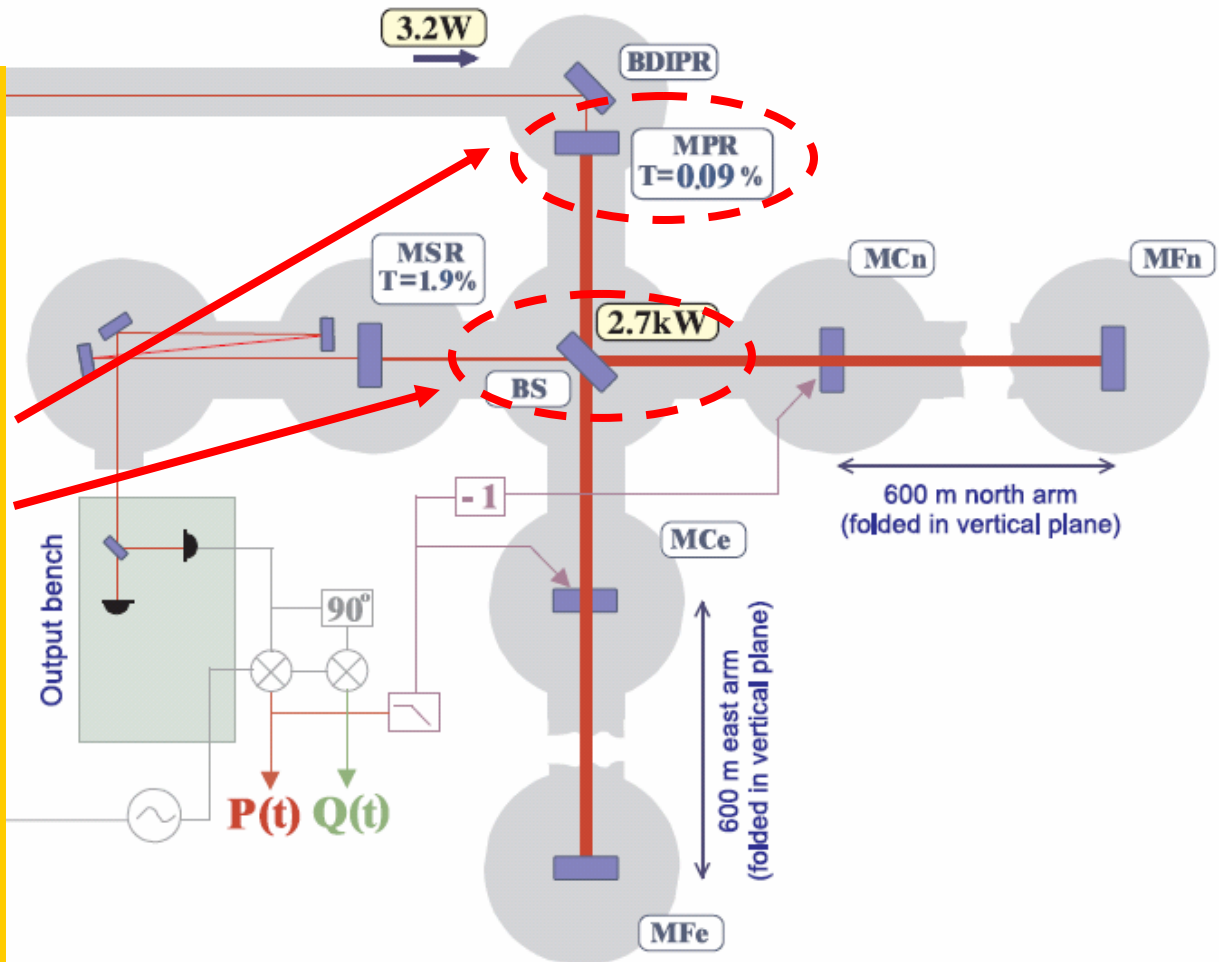 3.2W
BDIPR
MPR
T=0.09 %
MSR
T=1.9%
MCn
MFn
2.7kW
BS
600 m north arm
(folded in vertical plane)
- 1
MCe
Output bench
90°
600 m east arm
(folded in vertical plane)
P(t) Q(t)
MFe